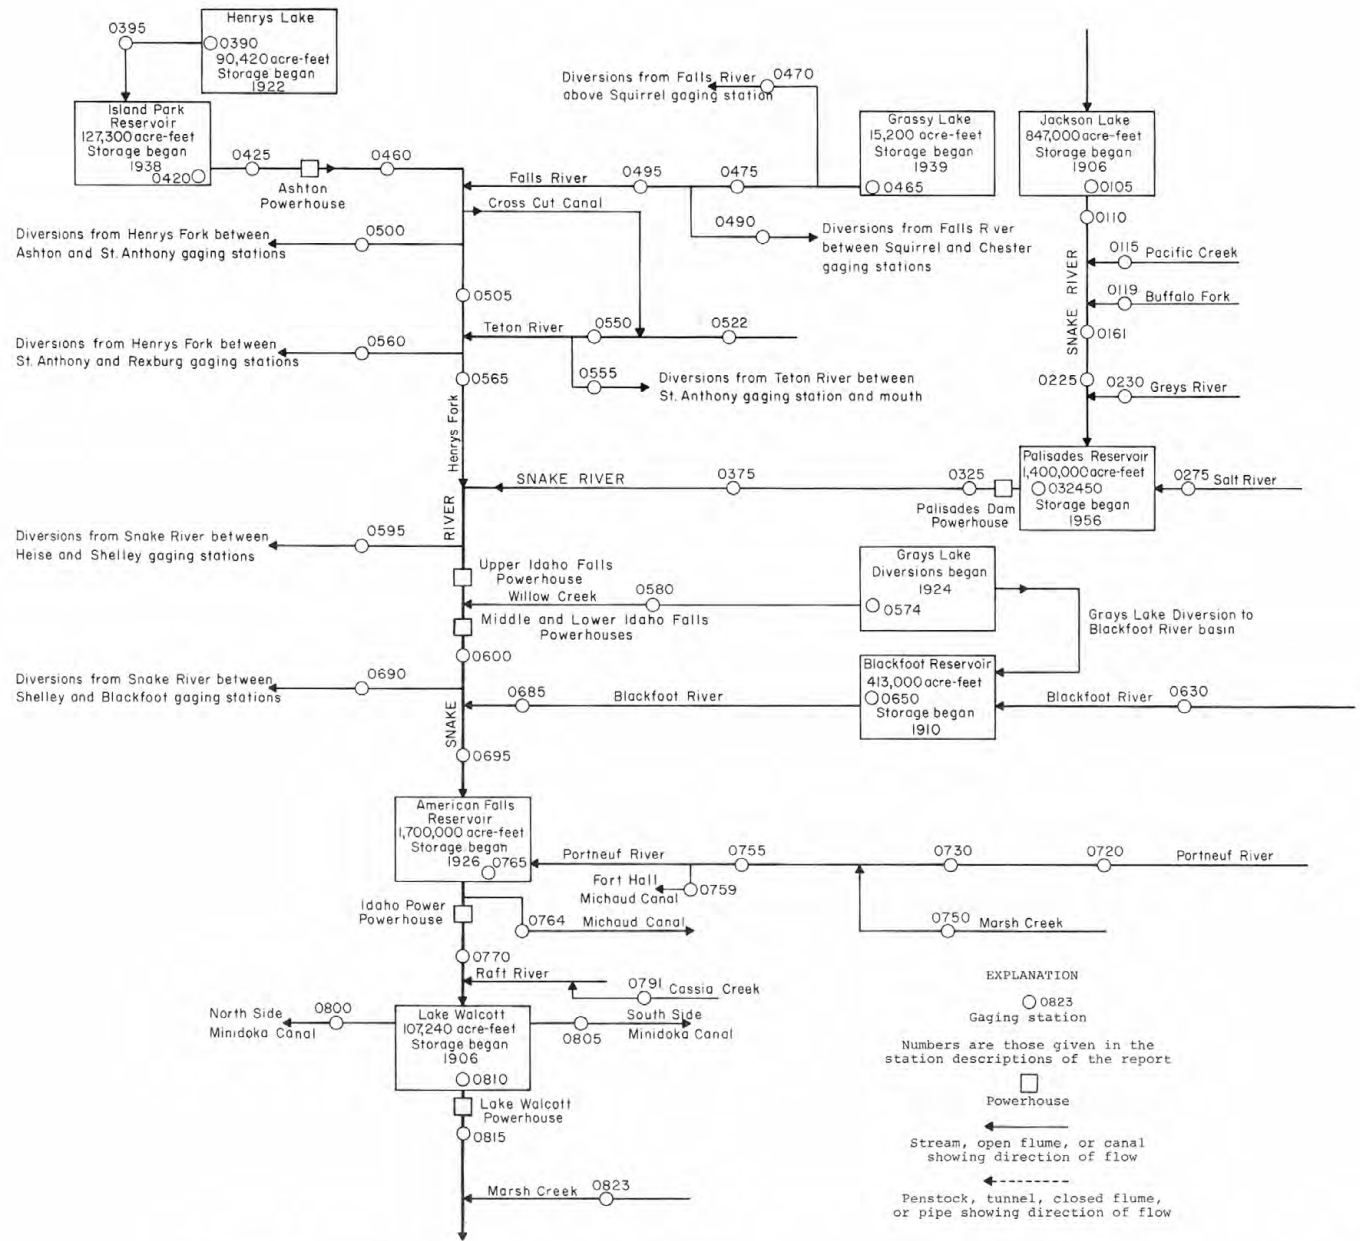 Henrys Lake
0390
90,420 acre-feet
Storage began
1922
0395
Island Park
Reservoir
127,300 acre-feet
Storage began
1938
0420
0425
Ashton
Powerhouse
0460
Diversions from Falls River
above Squirrel gaging station
0470
Grassy Lake
15,200 acre-feet
Storage began
1939
0465
Jackson Lake
847,000 acre-feet
Storage began
1906
0105
Falls River
0495
0475
Cross Cut Canal
0490
Diversions from Falls R ver
between Squirrel and Chester
gaging stations
0110
0115
Pacific Creek
SNAKE RIVER
0119
Buffalo Fork
0161
0225
0230
Greys River
Diversions from Henrys Fork between
Ashton and St. Anthony gaging stations
0500
0505
Teton River
0550
0522
Diversions from Henrys Fork between
St. Anthony and Rexburg gaging stations
0560
0565
0555
Diversions from Teton River between
St. Anthony gaging station and mouth
Henrys Fork
SNAKE RIVER
0375
0325
Palisades Dam
Powerhouse
Palisades Reservoir
1,400,000 acre-feet
032450
Storage began
1956
0275
Salt River
RIVER
Diversions from Snake River between
Heise and Shelley gaging stations
0595
Upper Idaho Falls
Powerhouse
Willow Creek
0580
Grays Lake
Diversions began
1924
0574
Grays Lake Diversion to
Blackfoot River basin
Middle and Lower Idaho Falls
Powerhouses
0600
Diversions from Snake River between
Shelley and Blackfoot gaging stations
0690
0685
Blackfoot River
Blackfoot Reservoir
413,000 acre-feet
0650
Storage began
1910
Blackfoot River
0630
SNAKE
0695
American Falls
Reservoir
1,700,000 acre-feet
Storage began
1926
0765
Portneuf River
0755
0730
0720
Portneuf River
Fort Hall
Michaud Canal
0759
0750
Marsh Creek
Idaho Power
Powerhouse
0764
Michaud Canal
0770
Raft River
0791
Cassia Creek
North Side
Minidoka Canal
0800
Lake Walcott
107,240 acre-feet
Storage began
1906
0810
0805
South Side
Minidoka Canal
Lake Walcott
Powerhouse
0815
Marsh Creek
0823
EXPLANATION
0823
Gaging station
Numbers are those given in the
station descriptions of the report
Powerhouse
Stream, open flume, or canal
showing direction of flow
Penstock, tunnel, closed flume,
or pipe showing direction of flow